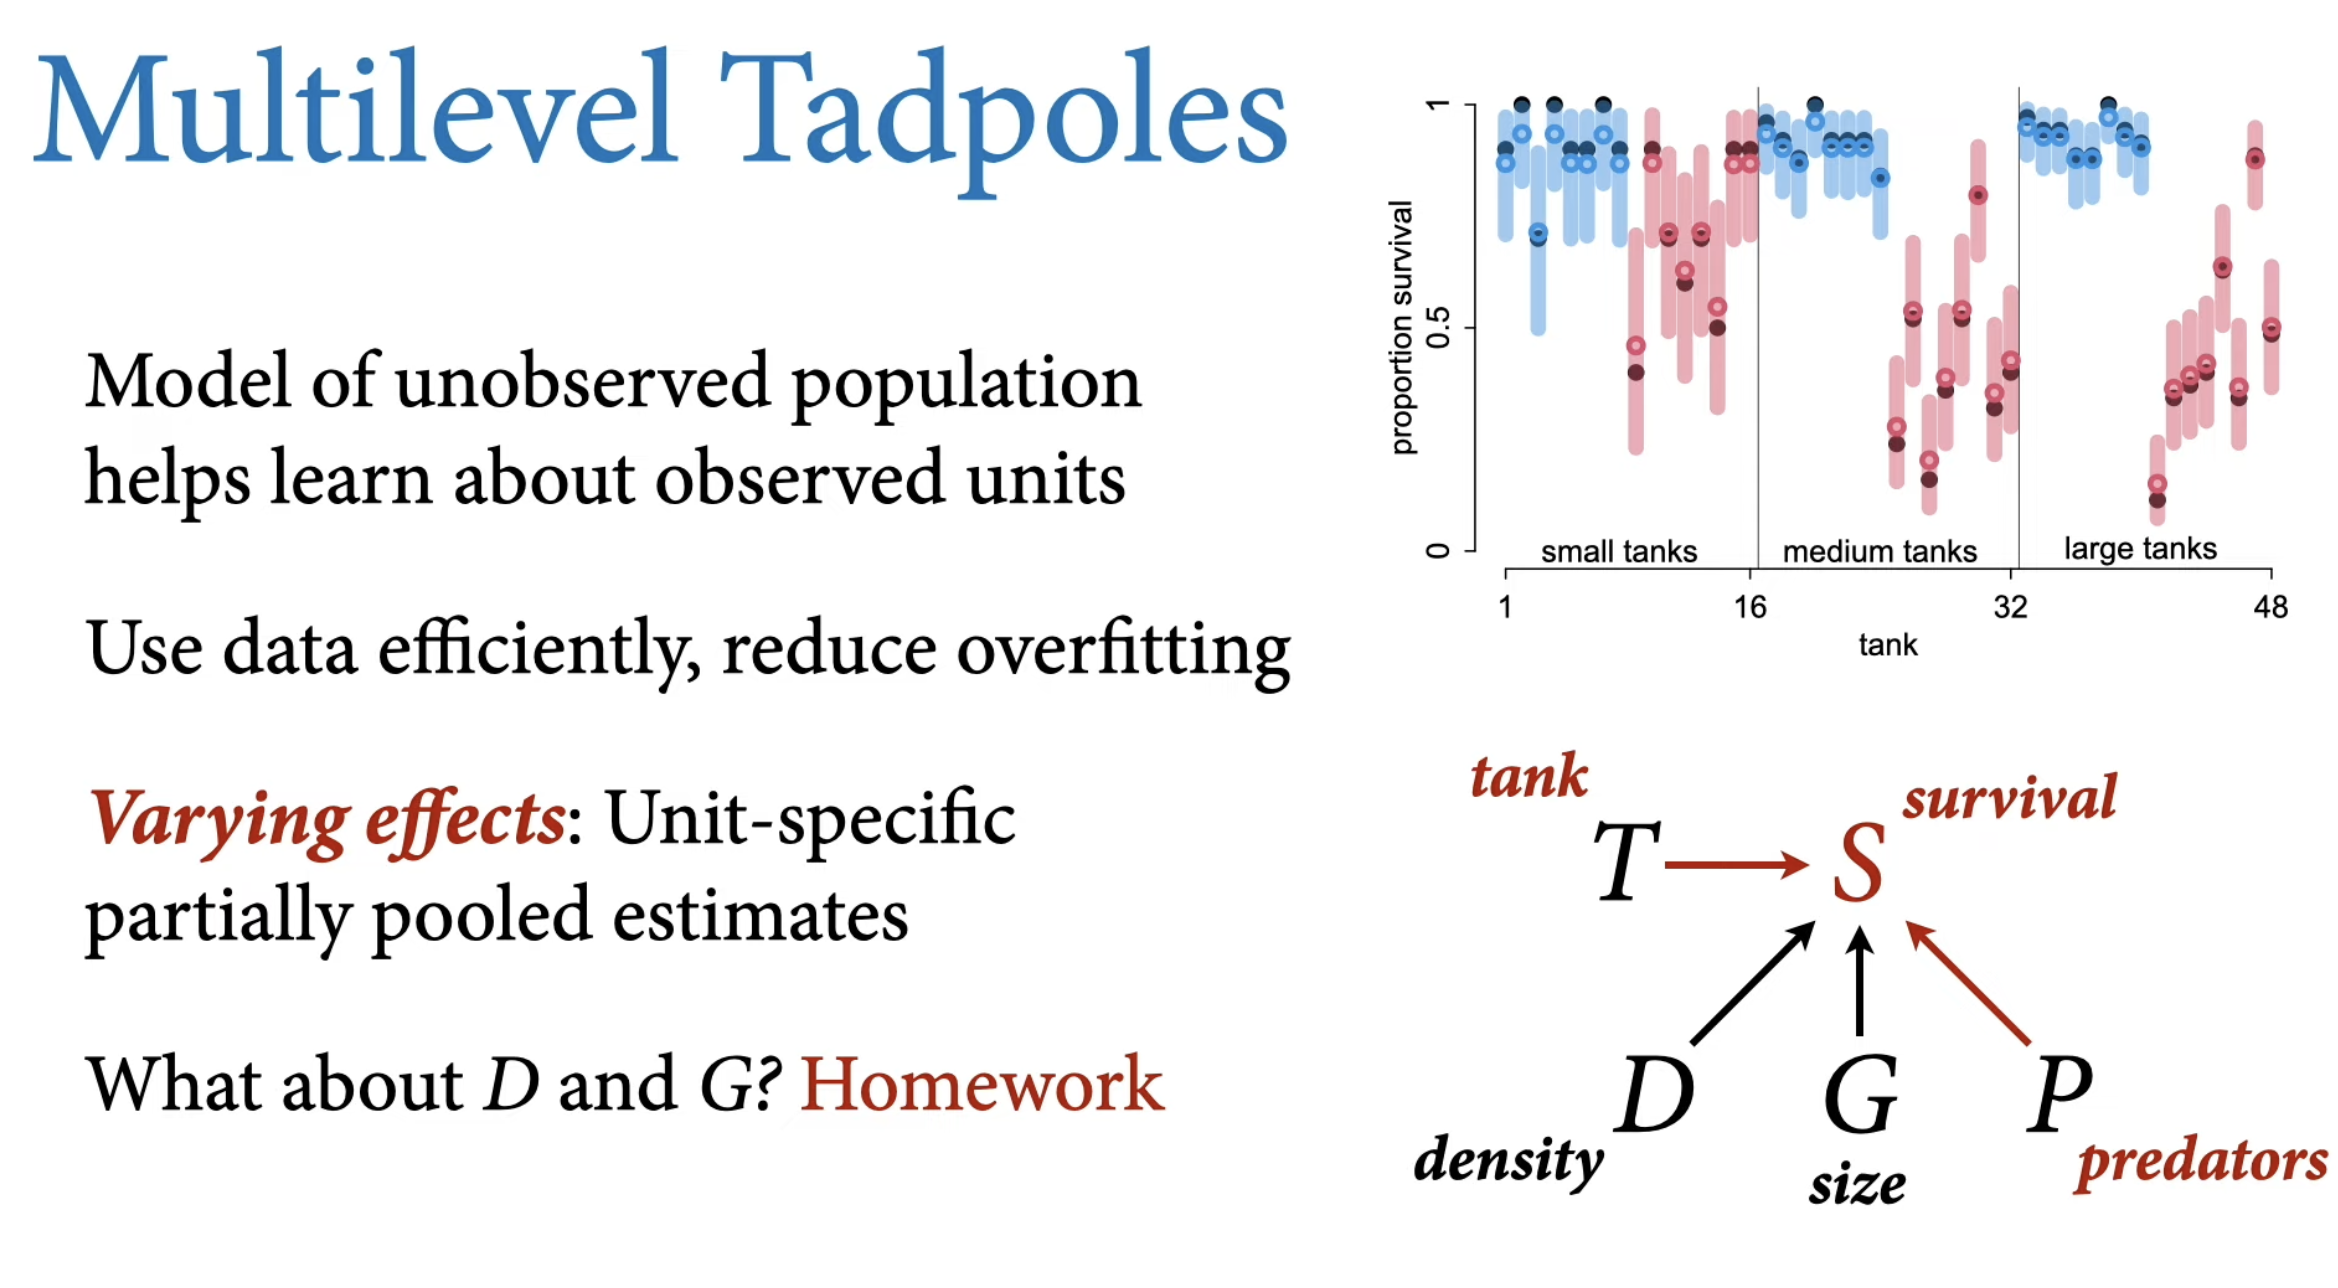 Multilevel Tadpoles
Model of unobserved population
helps learn about observed units
Use data efficiently, reduce overfitting
Varying effects: Unit-specific
partially pooled estimates
What about D and G? Homework
proportion survival
1
0.5
0
small tanks
medium tanks
large tanks
1 16 32 48
tank
tank
survival
T S
D G P
density
size
predators